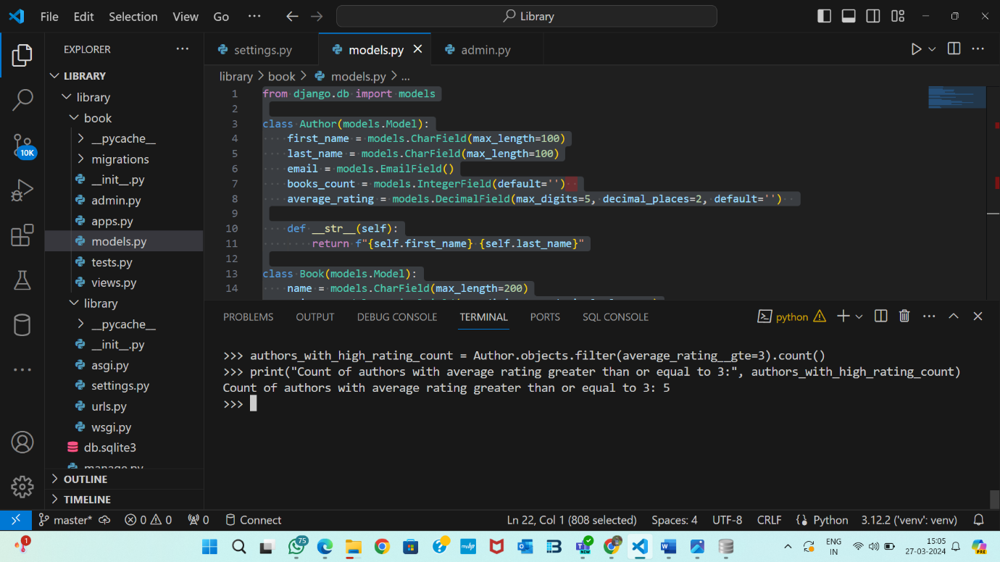 File Edit Selection View Go ··· Library
EXPLORER ···
settings.py models.py admin.py ···
LIBRARY
library
book
__pycache__
migrations
__init__.py
admin.py
apps.py
models.py
tests.py
views.py
library
__pycache__
__init__.py
asgi.py
settings.py
urls.py
wsgi.py
db.sqlite3
manage.py
OUTLINE
TIMELINE
10K
library > book > models.py > ...
1 from django.db import models
2
3 class Author(models.Model):
4 first_name = models.CharField(max_length=100)
5 last_name = models.CharField(max_length=100)
6 email = models.EmailField()
7 books_count = models.IntegerField(default='')
8 average_rating = models.DecimalField(max_digits=5, decimal_places=2, default='')
9
10 def __str__(self):
11 return f"{self.first_name} {self.last_name}"
12
13 class Book(models.Model):
14 name = models.CharField(max_length=200)
PROBLEMS OUTPUT DEBUG CONSOLE TERMINAL PORTS SQL CONSOLE python ···
>>> authors_with_high_rating_count = Author.objects.filter(average_rating__gte=3).count()
>>> print("Count of authors with average rating greater than or equal to 3:", authors_with_high_rating_count)
Count of authors with average rating greater than or equal to 3: 5
>>>
master* 0 0 0 Connect Ln 22, Col 1 (808 selected) Spaces: 4 UTF-8 CRLF Python 3.12.2 ('venv': venv)
1 75 NEW ENG IN 15:05 27-03-2024 PRE